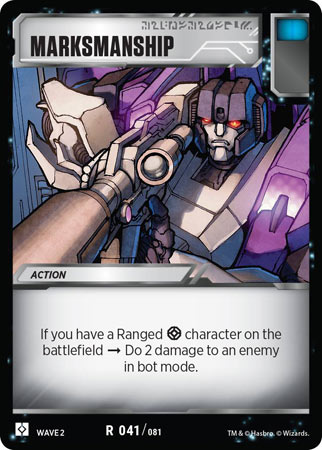 MARKSMANSHIP
ACTION
If you have a Ranged character on the
battlefield → Do 2 damage to an enemy
in bot mode.
WAVE 2 R 041/081 TM & © Hasbro. © Wizards.